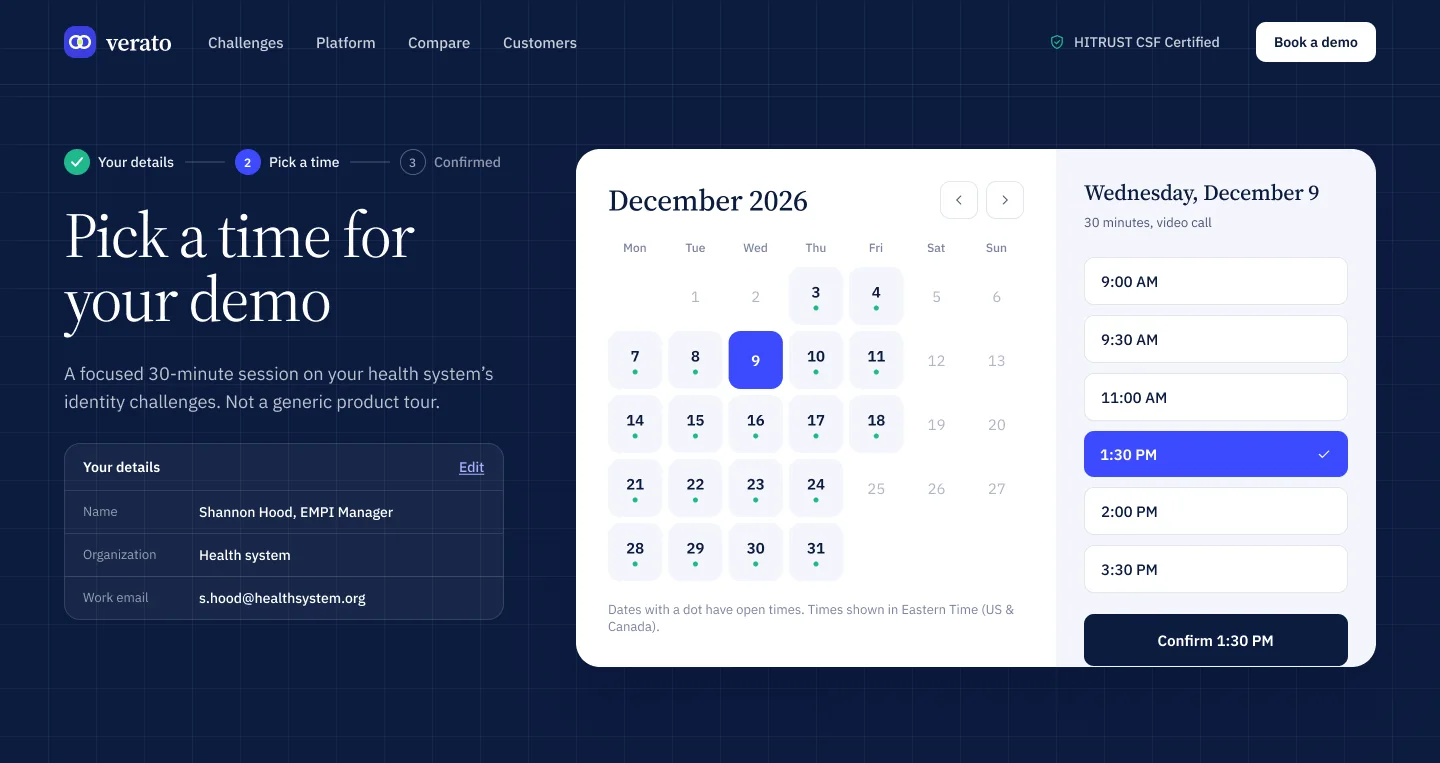 verato
Challenges
Platform
Compare
Customers
HITRUST CSF Certified
Book a demo
Your details
2
Pick a time
3
Confirmed
Pick a time for
your demo
A focused 30-minute session on your health system’s
identity challenges. Not a generic product tour.
Your details
Edit
Name
Shannon Hood, EMPI Manager
Organization
Health system
Work email
s.hood@healthsystem.org
December 2026
Mon Tue Wed Thu Fri Sat Sun
1 2 3 4 5 6
7 8 9 10 11 12 13
14 15 16 17 18 19 20
21 22 23 24 25 26 27
28 29 30 31
Dates with a dot have open times. Times shown in Eastern Time (US &
Canada).
Wednesday, December 9
30 minutes, video call
9:00 AM
9:30 AM
11:00 AM
1:30 PM
2:00 PM
3:30 PM
Confirm 1:30 PM